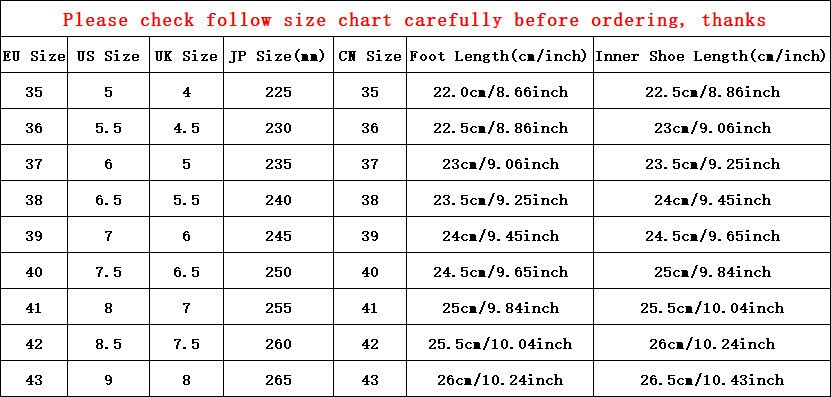 Please check follow size chart carefully before ordering, thanks
EU Size US Size UK Size JP Size(mm) CN Size Foot Length(cm/inch) Inner Shoe Length(cm/inch)
35 5 4 225 35 22.0cm/8.66inch 22.5cm/8.86inch
36 5.5 4.5 230 36 22.5cm/8.86inch 23cm/9.06inch
37 6 5 235 37 23cm/9.06inch 23.5cm/9.25inch
38 6.5 5.5 240 38 23.5cm/9.25inch 24cm/9.45inch
39 7 6 245 39 24cm/9.45inch 24.5cm/9.65inch
40 7.5 6.5 250 40 24.5cm/9.65inch 25cm/9.84inch
41 8 7 255 41 25cm/9.84inch 25.5cm/10.04inch
42 8.5 7.5 260 42 25.5cm/10.04inch 26cm/10.24inch
43 9 8 265 43 26cm/10.24inch 26.5cm/10.43inch